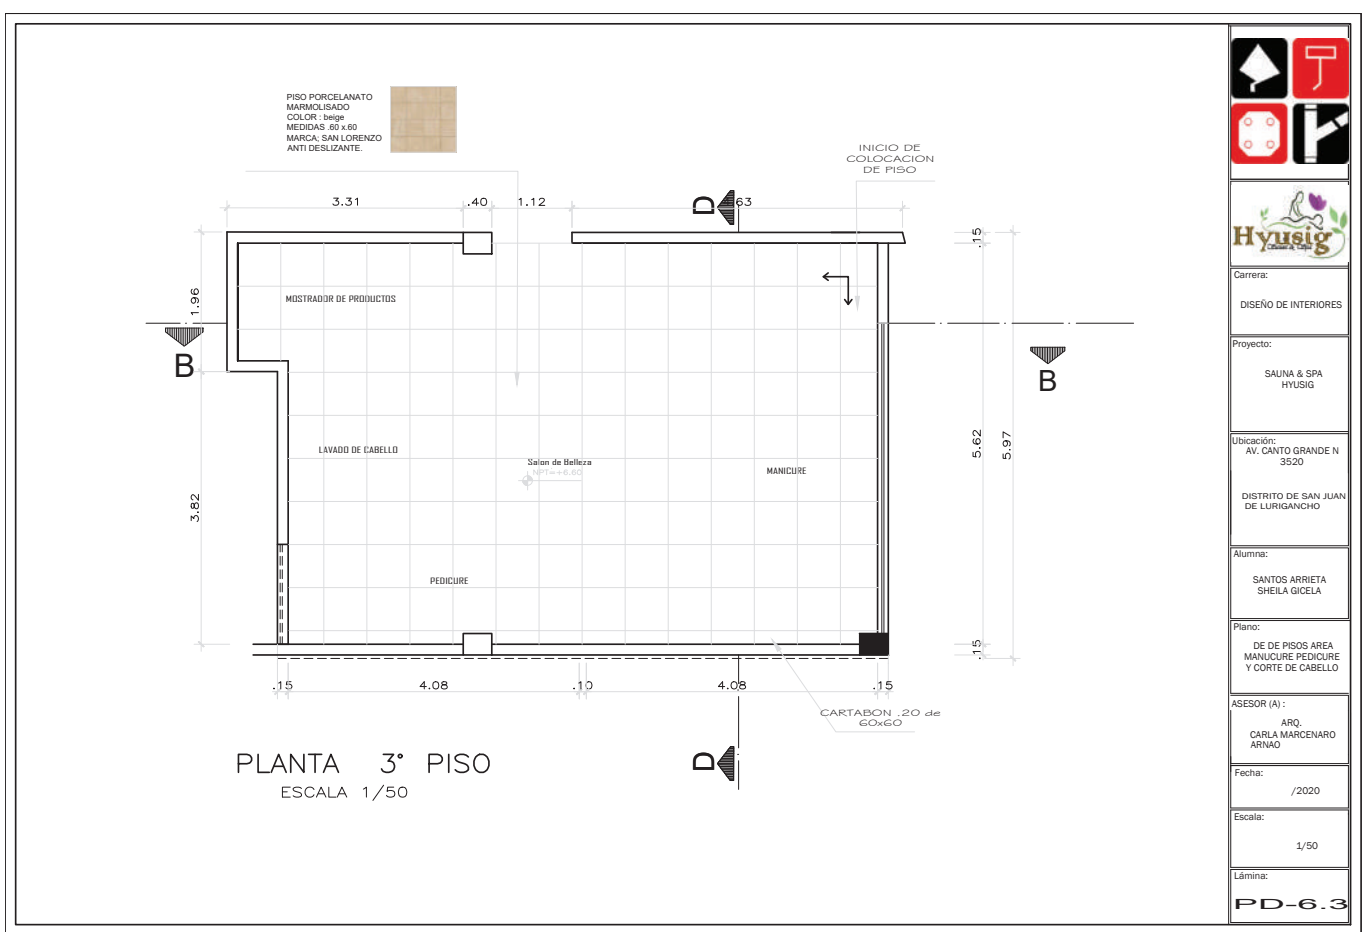 PISO PORCELANATO
MARMOLISADO
COLOR : beige
MEDIDAS .60 x.60
MARCA; SAN LORENZO
ANTI DESLIZANTE.
INICIO DE
COLOCACION
DE PISO
3.31
.40
1.12
D
63
.15
1.96
MOSTRADOR DE PRODUCTOS
B
B
LAVADO DE CABELLO
Salon de Belleza
NPT=+6.60
MANICURE
5.62
5.97
3.82
PEDICURE
.15
.15
4.08
.10
4.08
.15
CARTABON .20 de
60x60
D
PLANTA 3° PISO
ESCALA 1/50
Hyusig
Carrera:
DISEÑO DE INTERIORES
Proyecto:
SAUNA & SPA
HYUSIG
Ubicación:
AV. CANTO GRANDE N
3520
DISTRITO DE SAN JUAN
DE LURIGANCHO
Alumna:
SANTOS ARRIETA
SHEILA GICELA
Plano:
DE DE PISOS AREA
MANUCURE PEDICURE
Y CORTE DE CABELLO
ASESOR (A) :
ARQ.
CARLA MARCENARO
ARNAO
Fecha:
/2020
Escala:
1/50
Lámina:
PD-6.3